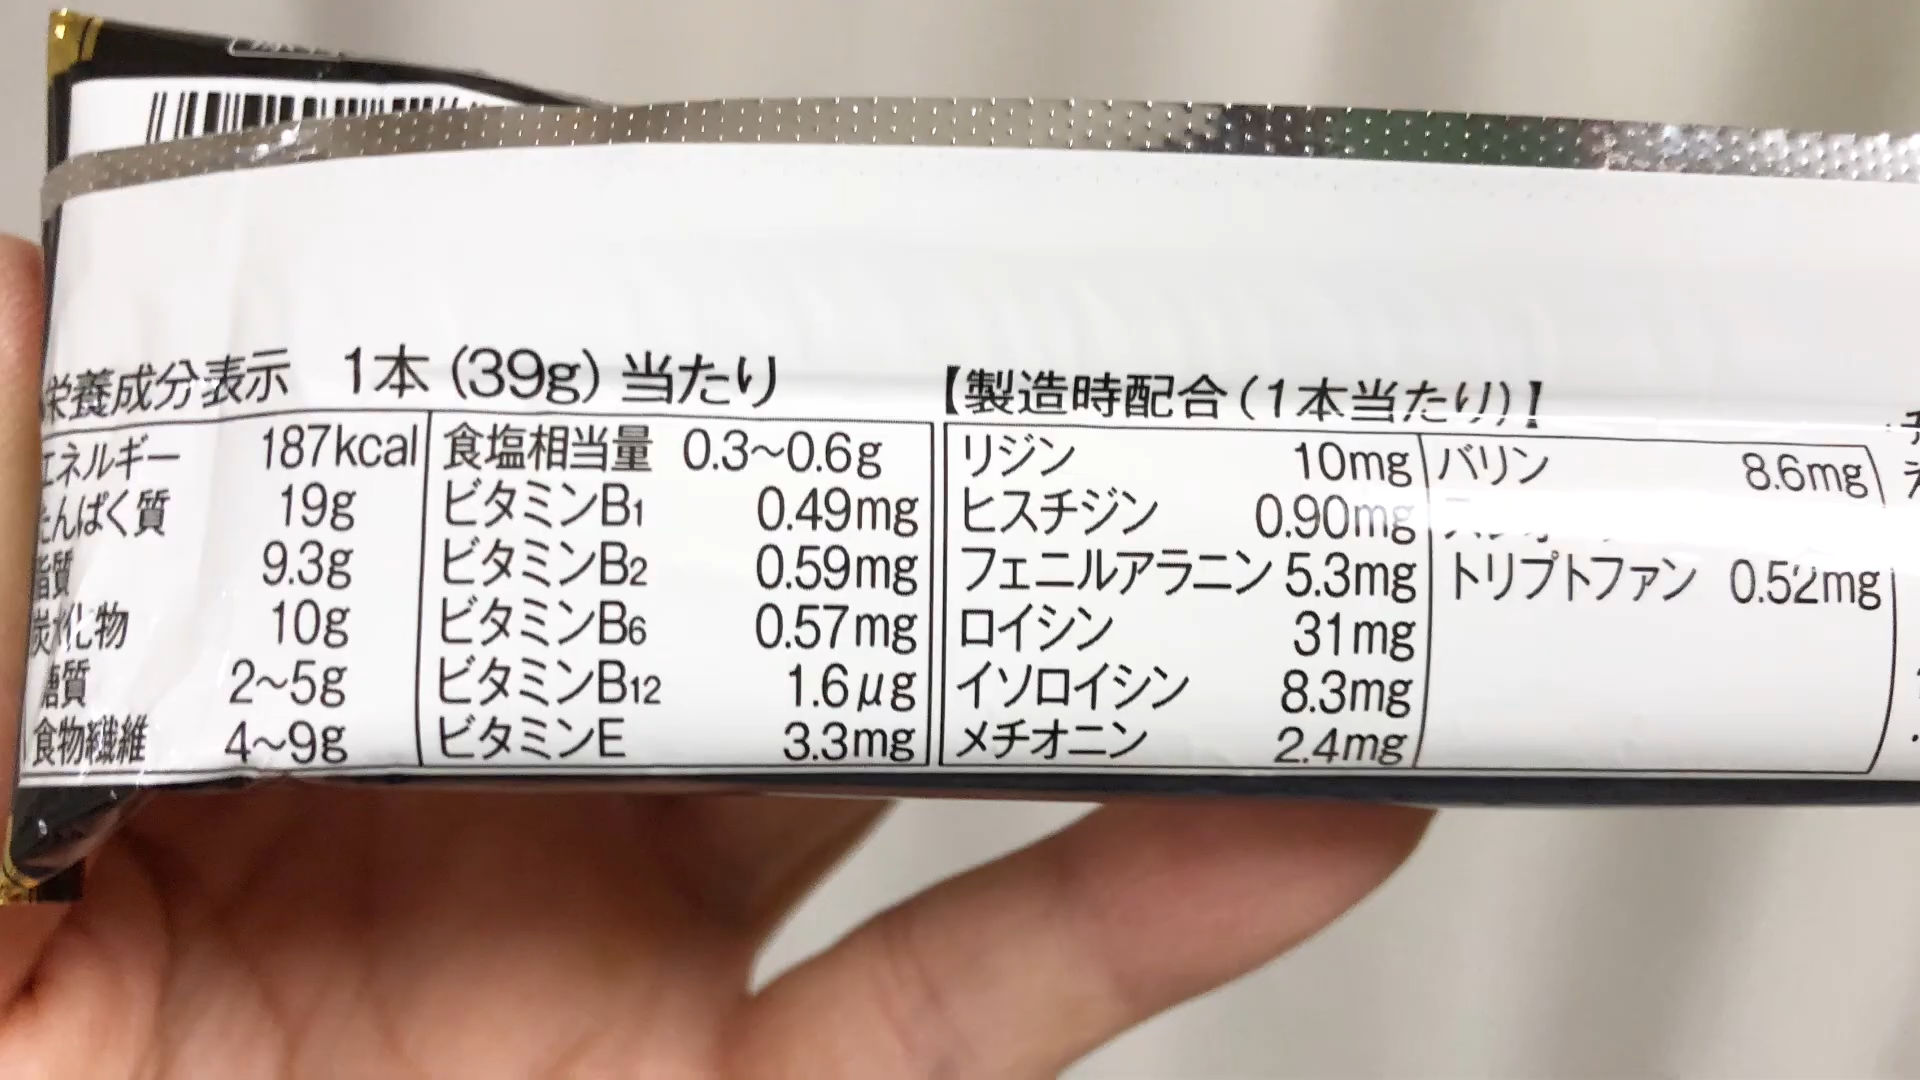 栄養成分表示 1本(39g)当たり
エネルギー 187kcal
たんぱく質 19g
脂質 9.3g
炭水化物 10g
糖質 2~5g
食物繊維 4~9g
食塩相当量 0.3~0.6g
ビタミンB1 0.49mg
ビタミンB2 0.59mg
ビタミンB6 0.57mg
ビタミンB12 1.6μg
ビタミンE 3.3mg
【製造時配合(1本当たり)】
リジン 10mg
ヒスチジン 0.90mg
フェニルアラニン 5.3mg
ロイシン 31mg
イソロイシン 8.3mg
メチオニン 2.4mg
バリン 8.6mg
トリプトファン 0.52mg